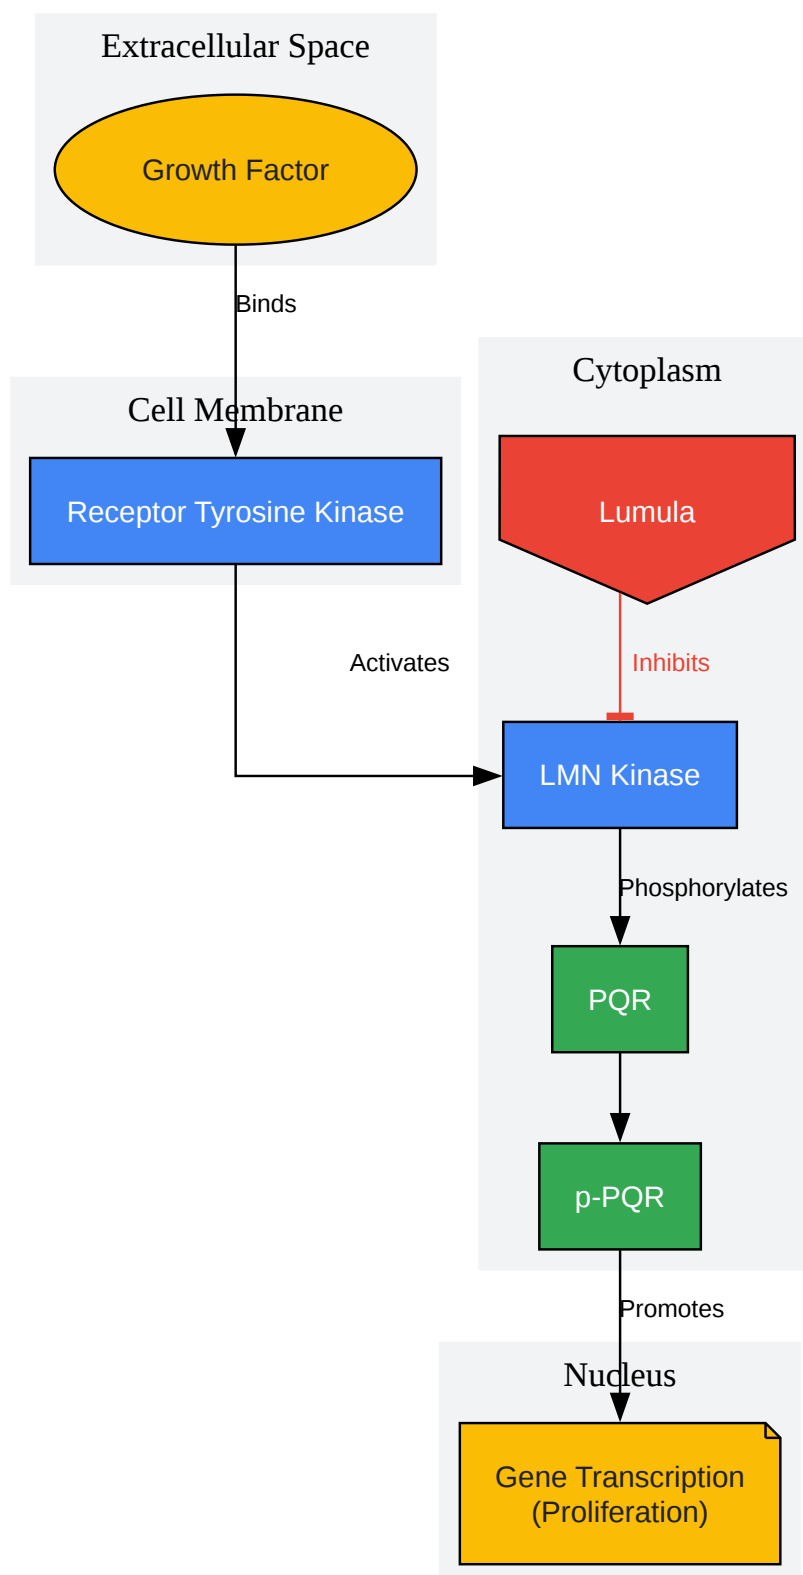 Extracellular Space
Growth Factor
Binds
Cell Membrane
Receptor Tyrosine Kinase
Cytoplasm
Lumula
Activates
Inhibits
LMN Kinase
Phosphorylates
PQR
p-PQR
Promotes
Nucleus
Gene Transcription
(Proliferation)